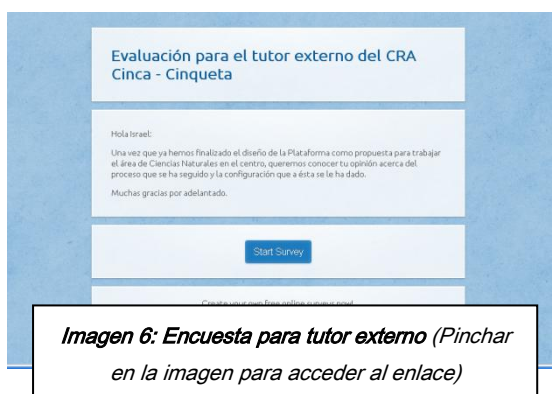 Evaluación para el tutor externo del CRA
Cinca - Cinqueta
Hola Israel:
Una vez que ya hemos finalizado el diseño de la Plataforma como propuesta para trabajar
el área de Ciencias Naturales en el centro, queremos conocer tu opinión acerca del
proceso que se ha seguido y la configuración que a ésta se le ha dado.
Muchas gracias por adelantado.
Start Survey
Create your own free online surveys now!
Imagen 6: Encuesta para tutor externo (Pinchar
en la imagen para acceder al enlace)